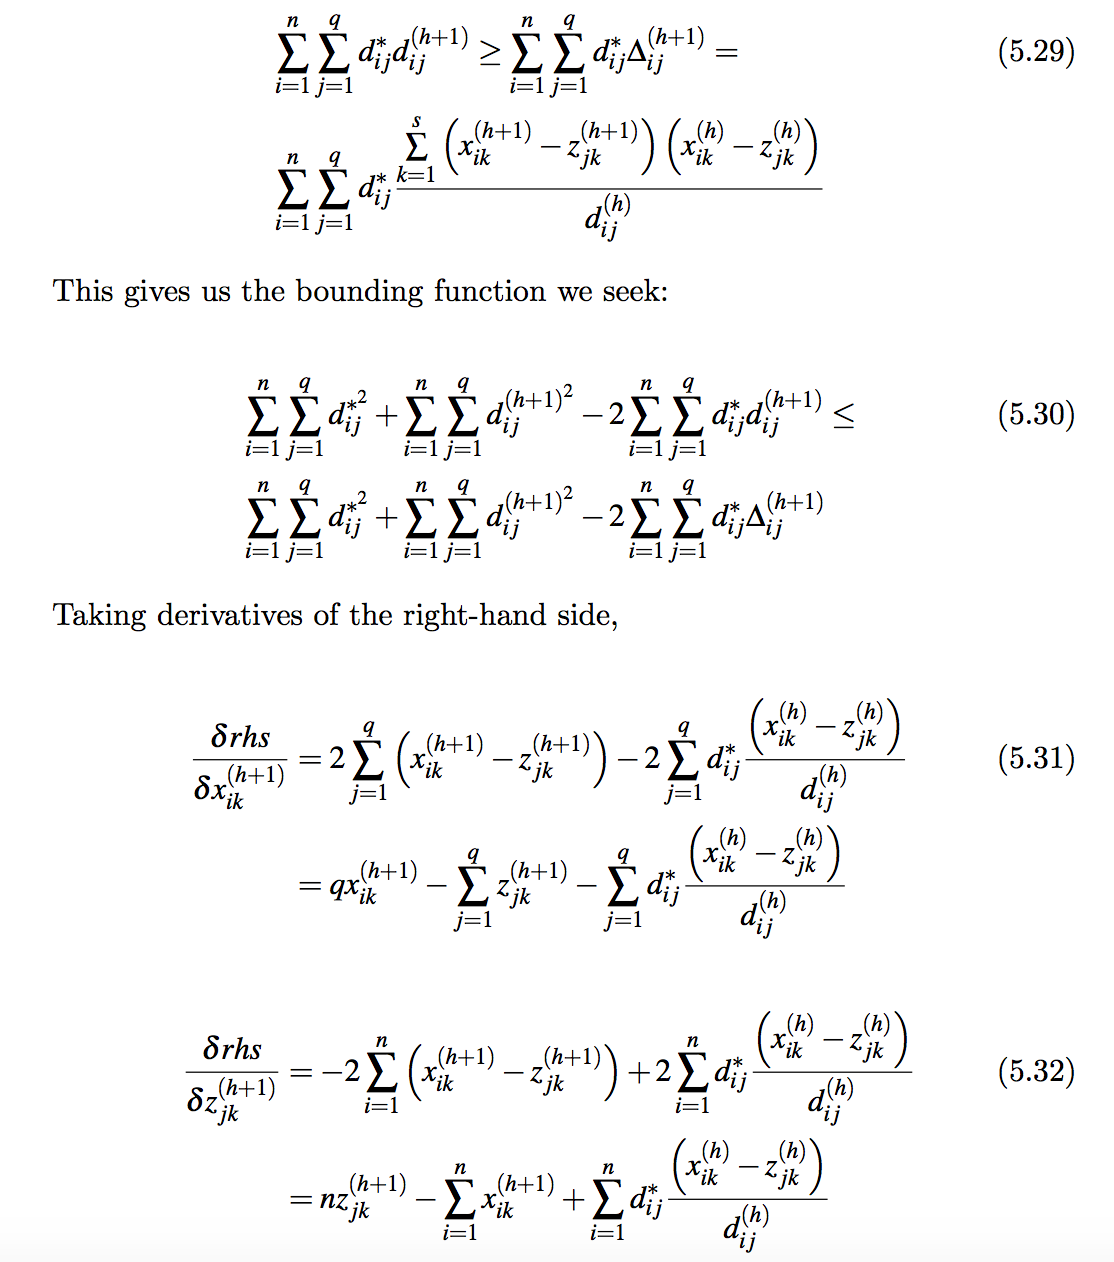 $$\sum_{i=1}^{n}\sum_{j=1}^{q} d_{ij}^{*}d_{ij}^{(h+1)} \geq \sum_{i=1}^{n}\sum_{j=1}^{q} d_{ij}^{*}\Delta_{ij}^{(h+1)} = \quad (5.29)$$
$$\sum_{i=1}^{n}\sum_{j=1}^{q} d_{ij}^{*}\frac{\sum_{k=1}^{s}\left(x_{ik}^{(h+1)}-z_{jk}^{(h+1)}\right)\left(x_{ik}^{(h)}-z_{jk}^{(h)}\right)}{d_{ij}^{(h)}}$$
This gives us the bounding function we seek:
$$\sum_{i=1}^{n}\sum_{j=1}^{q} d_{ij}^{*^2}+\sum_{i=1}^{n}\sum_{j=1}^{q} d_{ij}^{(h+1)^2}-2\sum_{i=1}^{n}\sum_{j=1}^{q} d_{ij}^{*}d_{ij}^{(h+1)} \leq \quad (5.30)$$
$$\sum_{i=1}^{n}\sum_{j=1}^{q} d_{ij}^{*^2}+\sum_{i=1}^{n}\sum_{j=1}^{q} d_{ij}^{(h+1)^2}-2\sum_{i=1}^{n}\sum_{j=1}^{q} d_{ij}^{*}\Delta_{ij}^{(h+1)}$$
Taking derivatives of the right-hand side,
$$\frac{\delta rhs}{\delta x_{ik}^{(h+1)}} = 2\sum_{j=1}^{q}\left(x_{ik}^{(h+1)}-z_{jk}^{(h+1)}\right)-2\sum_{j=1}^{q} d_{ij}^{*}\frac{\left(x_{ik}^{(h)}-z_{jk}^{(h)}\right)}{d_{ij}^{(h)}} \quad (5.31)$$
$$= qx_{ik}^{(h+1)}-\sum_{j=1}^{q} z_{jk}^{(h+1)}-\sum_{j=1}^{q} d_{ij}^{*}\frac{\left(x_{ik}^{(h)}-z_{jk}^{(h)}\right)}{d_{ij}^{(h)}}$$
$$\frac{\delta rhs}{\delta z_{jk}^{(h+1)}} = -2\sum_{i=1}^{n}\left(x_{ik}^{(h+1)}-z_{jk}^{(h+1)}\right)+2\sum_{i=1}^{n} d_{ij}^{*}\frac{\left(x_{ik}^{(h)}-z_{jk}^{(h)}\right)}{d_{ij}^{(h)}} \quad (5.32)$$
$$= nz_{jk}^{(h+1)}-\sum_{i=1}^{n} x_{ik}^{(h+1)}+\sum_{i=1}^{n} d_{ij}^{*}\frac{\left(x_{ik}^{(h)}-z_{jk}^{(h)}\right)}{d_{ij}^{(h)}}$$